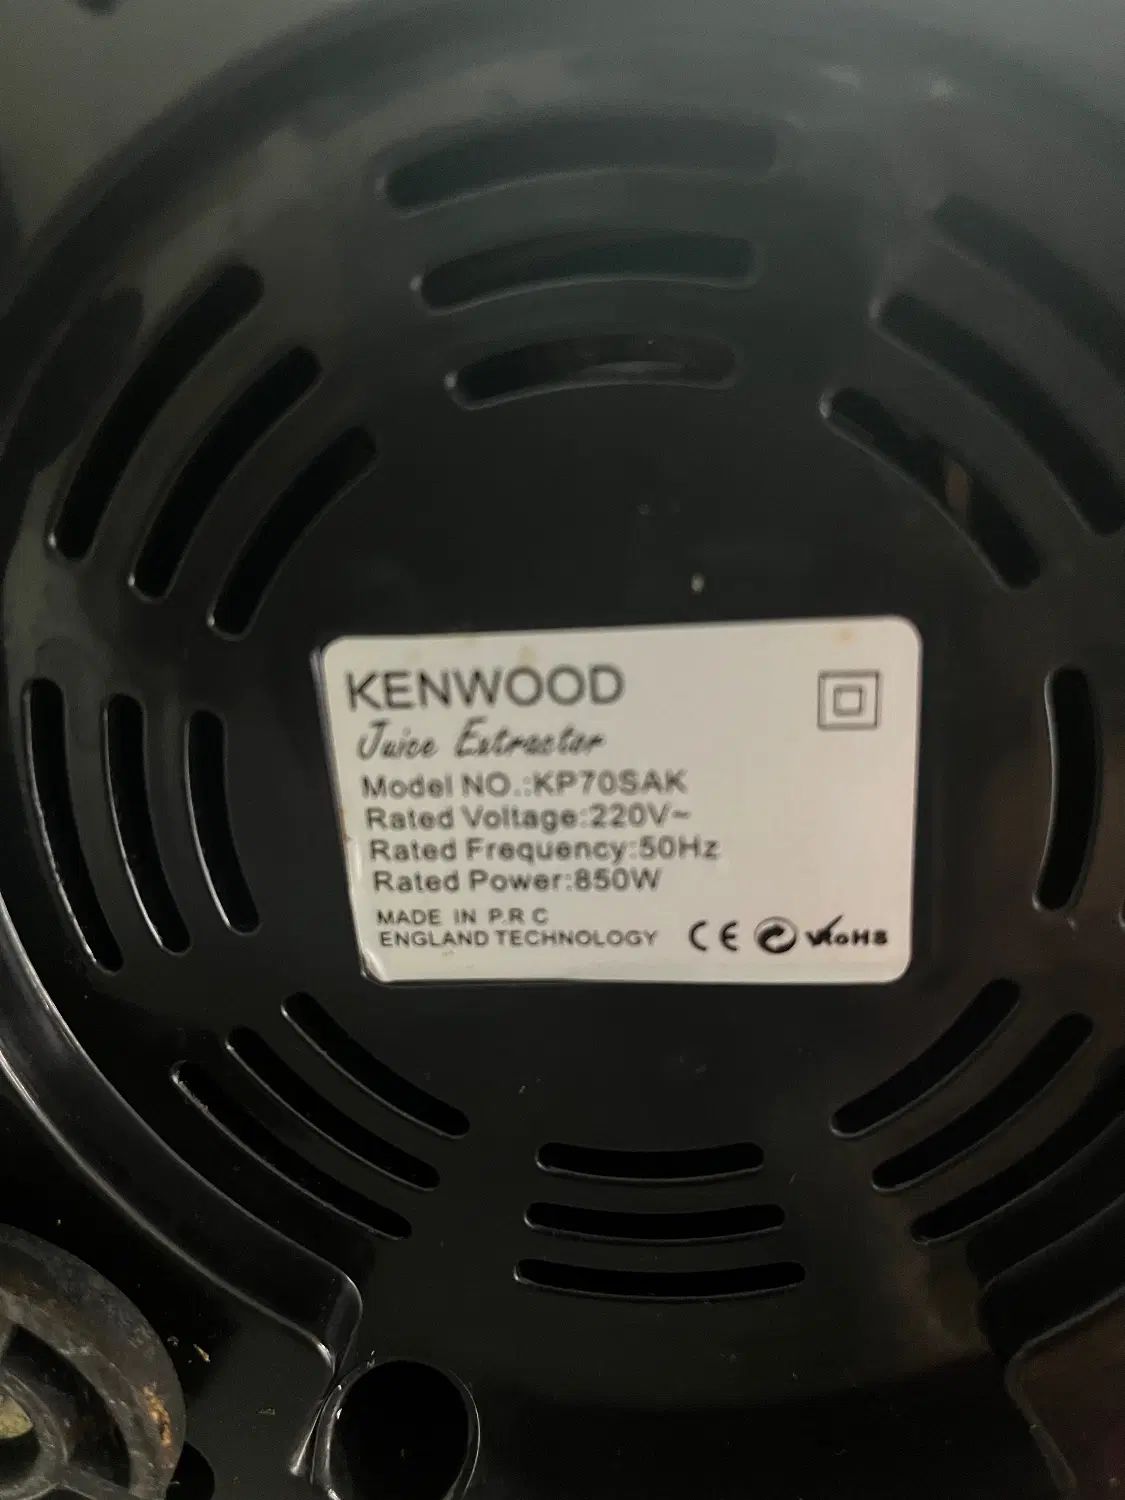 KENWOOD
Juice Extractor
Model NO.:KP70SAK
Rated Voltage:220V~
Rated Frequency:50Hz
Rated Power:850W
MADE IN P.R C
ENGLAND TECHNOLOGY CE RoHS